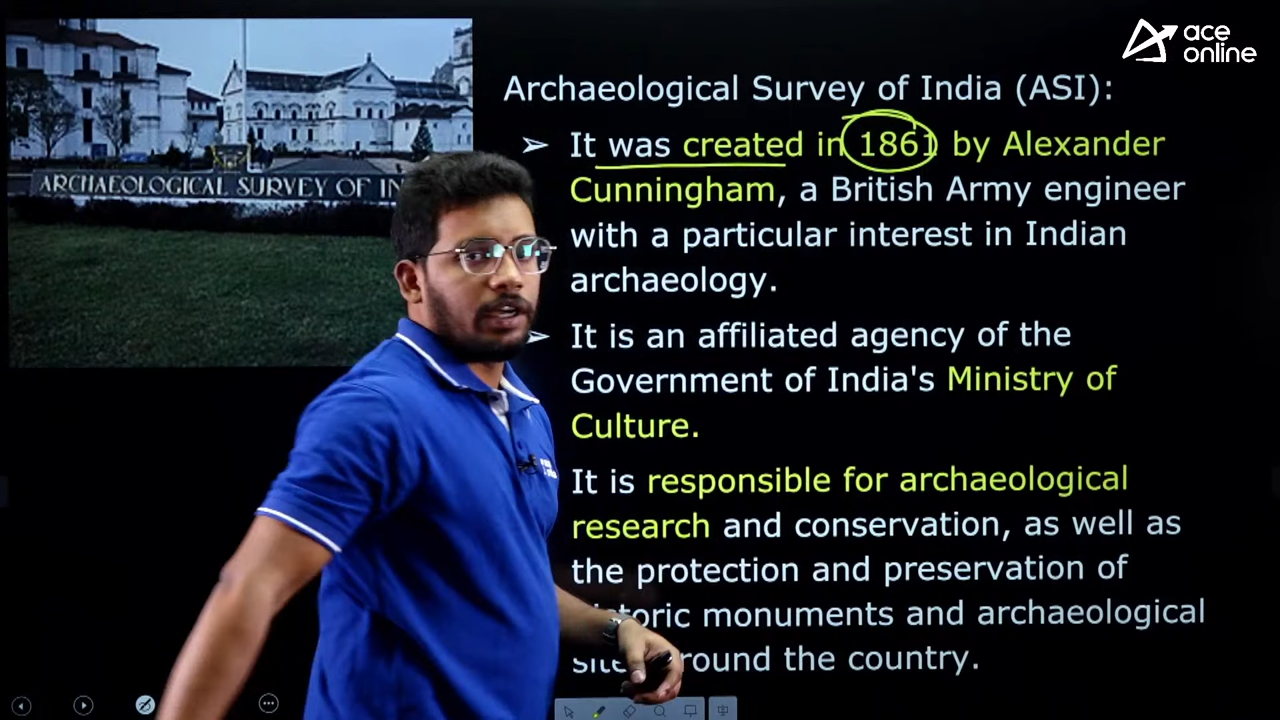 ace
online
ARCHAEOLOGICAL SURVEY OF IN
Archaeological Survey of India (ASI):
➢ It was created in 1861 by Alexander
Cunningham, a British Army engineer
with a particular interest in Indian
archaeology.
➢ It is an affiliated agency of the
Government of India's Ministry of
Culture.
It is responsible for archaeological
research and conservation, as well as
the protection and preservation of
monuments and archaeological
around the country.